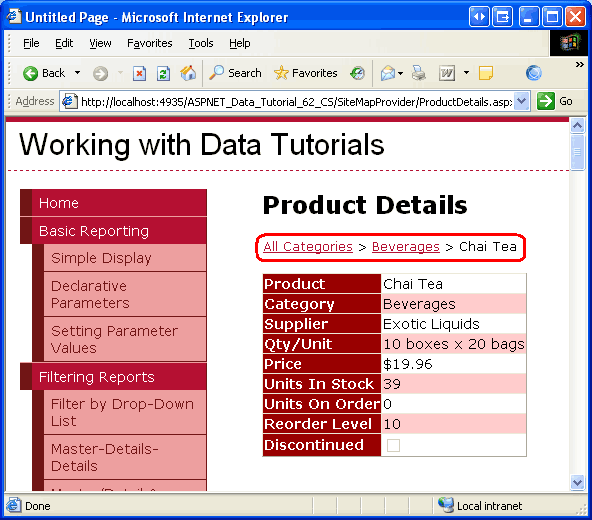 Untitled Page - Microsoft Internet Explorer
File Edit View Favorites Tools Help
Back Search Favorites W
Address http://localhost:4935/ASPNET_Data_Tutorial_62_CS/SiteMapProvider/ProductDetails.asp Go
Working with Data Tutorials
Home
Basic Reporting
Simple Display
Declarative
Parameters
Setting Parameter
Values
Filtering Reports
Filter by Drop-Down
List
Master-Details-
Details
Product Details
All Categories > Beverages > Chai Tea
Product Chai Tea
Category Beverages
Supplier Exotic Liquids
Qty/Unit 10 boxes x 20 bags
Price $19.96
Units In Stock 39
Units On Order 0
Reorder Level 10
Discontinued
Done Local intranet